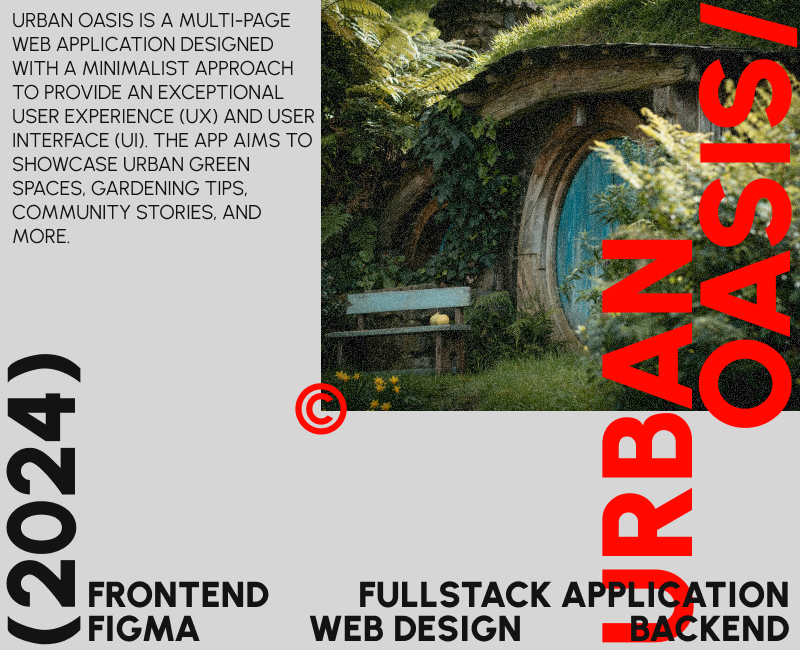 URBAN OASIS IS A MULTI-PAGE
WEB APPLICATION DESIGNED
WITH A MINIMALIST APPROACH
TO PROVIDE AN EXCEPTIONAL
USER EXPERIENCE (UX) AND USER
INTERFACE (UI). THE APP AIMS TO
SHOWCASE URBAN GREEN
SPACES, GARDENING TIPS,
COMMUNITY STORIES, AND
MORE.
URBAN
OASIS/
©
(2024)
FRONTEND FULLSTACK APPLICATION
FIGMA WEB DESIGN BACKEND